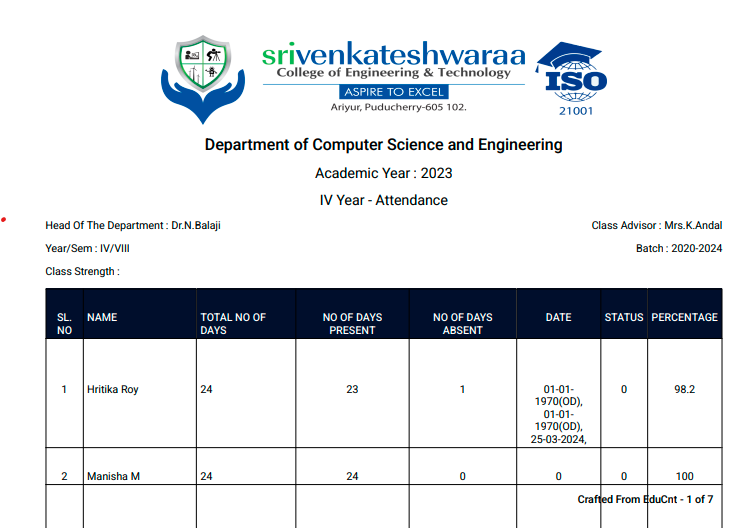 srivenkateshwaraa
College of Engineering & Technology
ASPIRE TO EXCEL
Ariyur, Puducherry-605 102.
ISO
21001
Department of Computer Science and Engineering
Academic Year : 2023
IV Year - Attendance
Head Of The Department : Dr.N.Balaji
Class Advisor : Mrs.K.Andal
Year/Sem : IV/VIII
Batch : 2020-2024
Class Strength :
SL. NO NAME TOTAL NO OF DAYS NO OF DAYS PRESENT NO OF DAYS ABSENT DATE STATUS PERCENTAGE
1 Hritika Roy 24 23 1 01-01-1970(OD), 01-01-1970(OD), 25-03-2024, 0 98.2
2 Manisha M 24 24 0 0 0 100
Crafted From EduCnt - 1 of 7